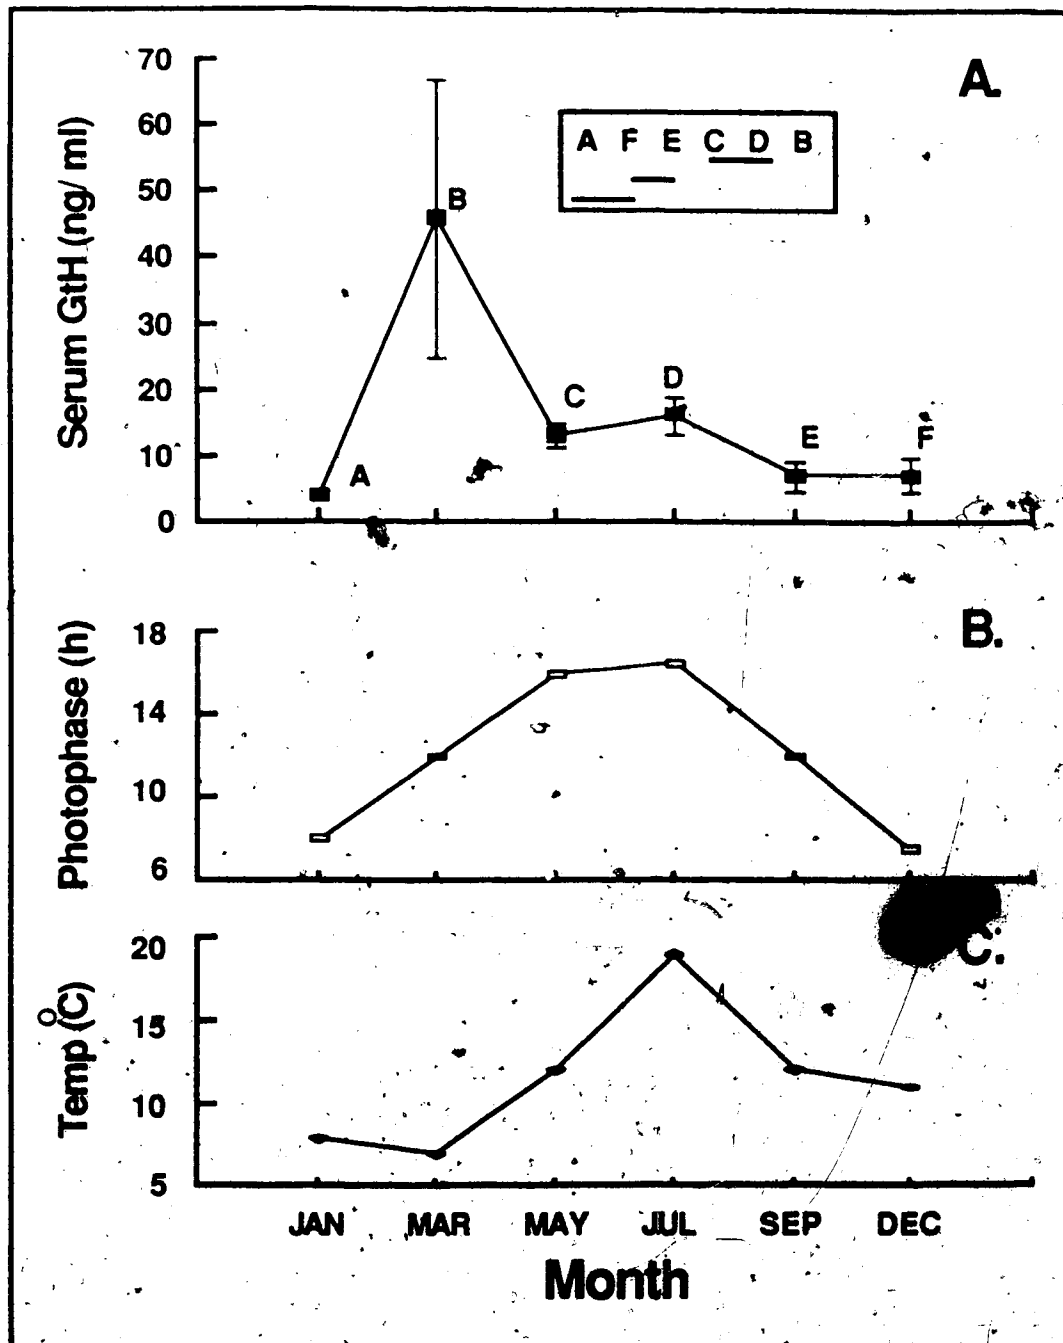 A.
70
60
50
40
30
20
10
0
Serum GtH (ng/ml)
A F E C D B
B
A
C
D
E
F
B.
18
14
10
6
Photophase (h)
C.
20
15
10
5
Temp (°C)
JAN MAR MAY JUL SEP DEC
Month